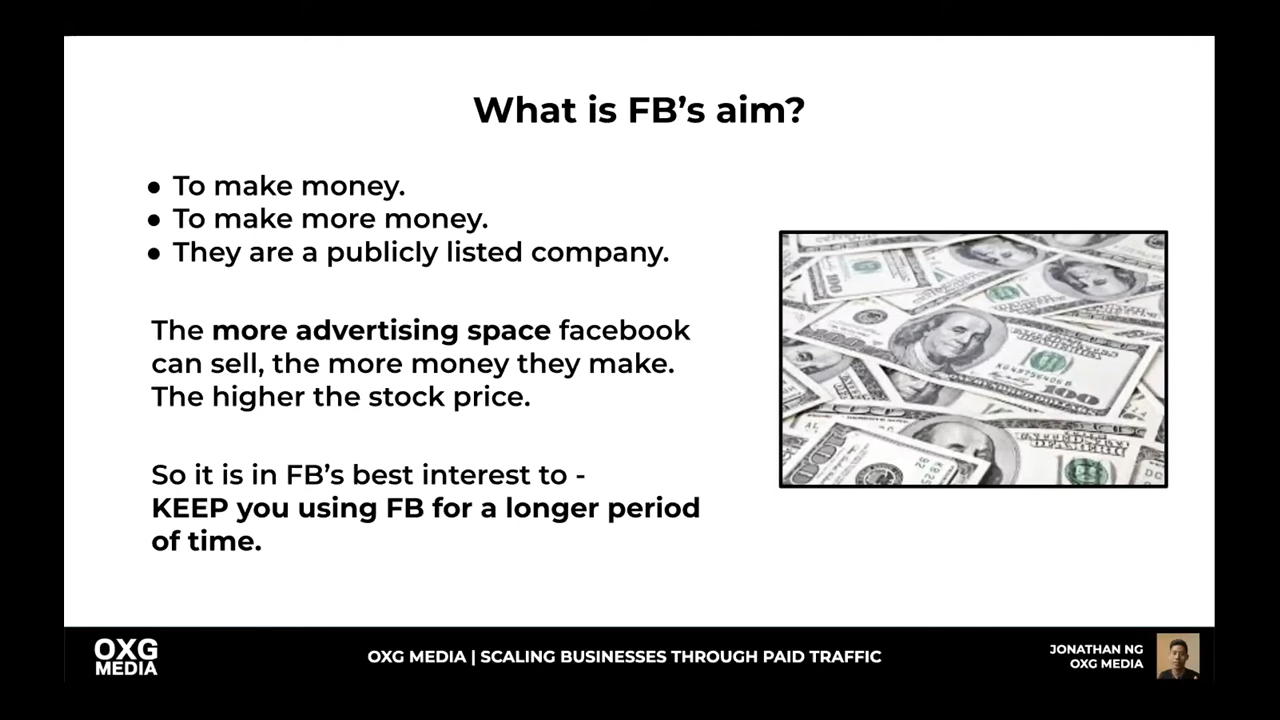 What is FB's aim?
● To make money.
● To make more money.
● They are a publicly listed company.
The more advertising space facebook
can sell, the more money they make.
The higher the stock price.
So it is in FB's best interest to -
KEEP you using FB for a longer period
of time.
100
100
OXG
MEDIA
OXG MEDIA | SCALING BUSINESSES THROUGH PAID TRAFFIC
JONATHAN NG
OXG MEDIA